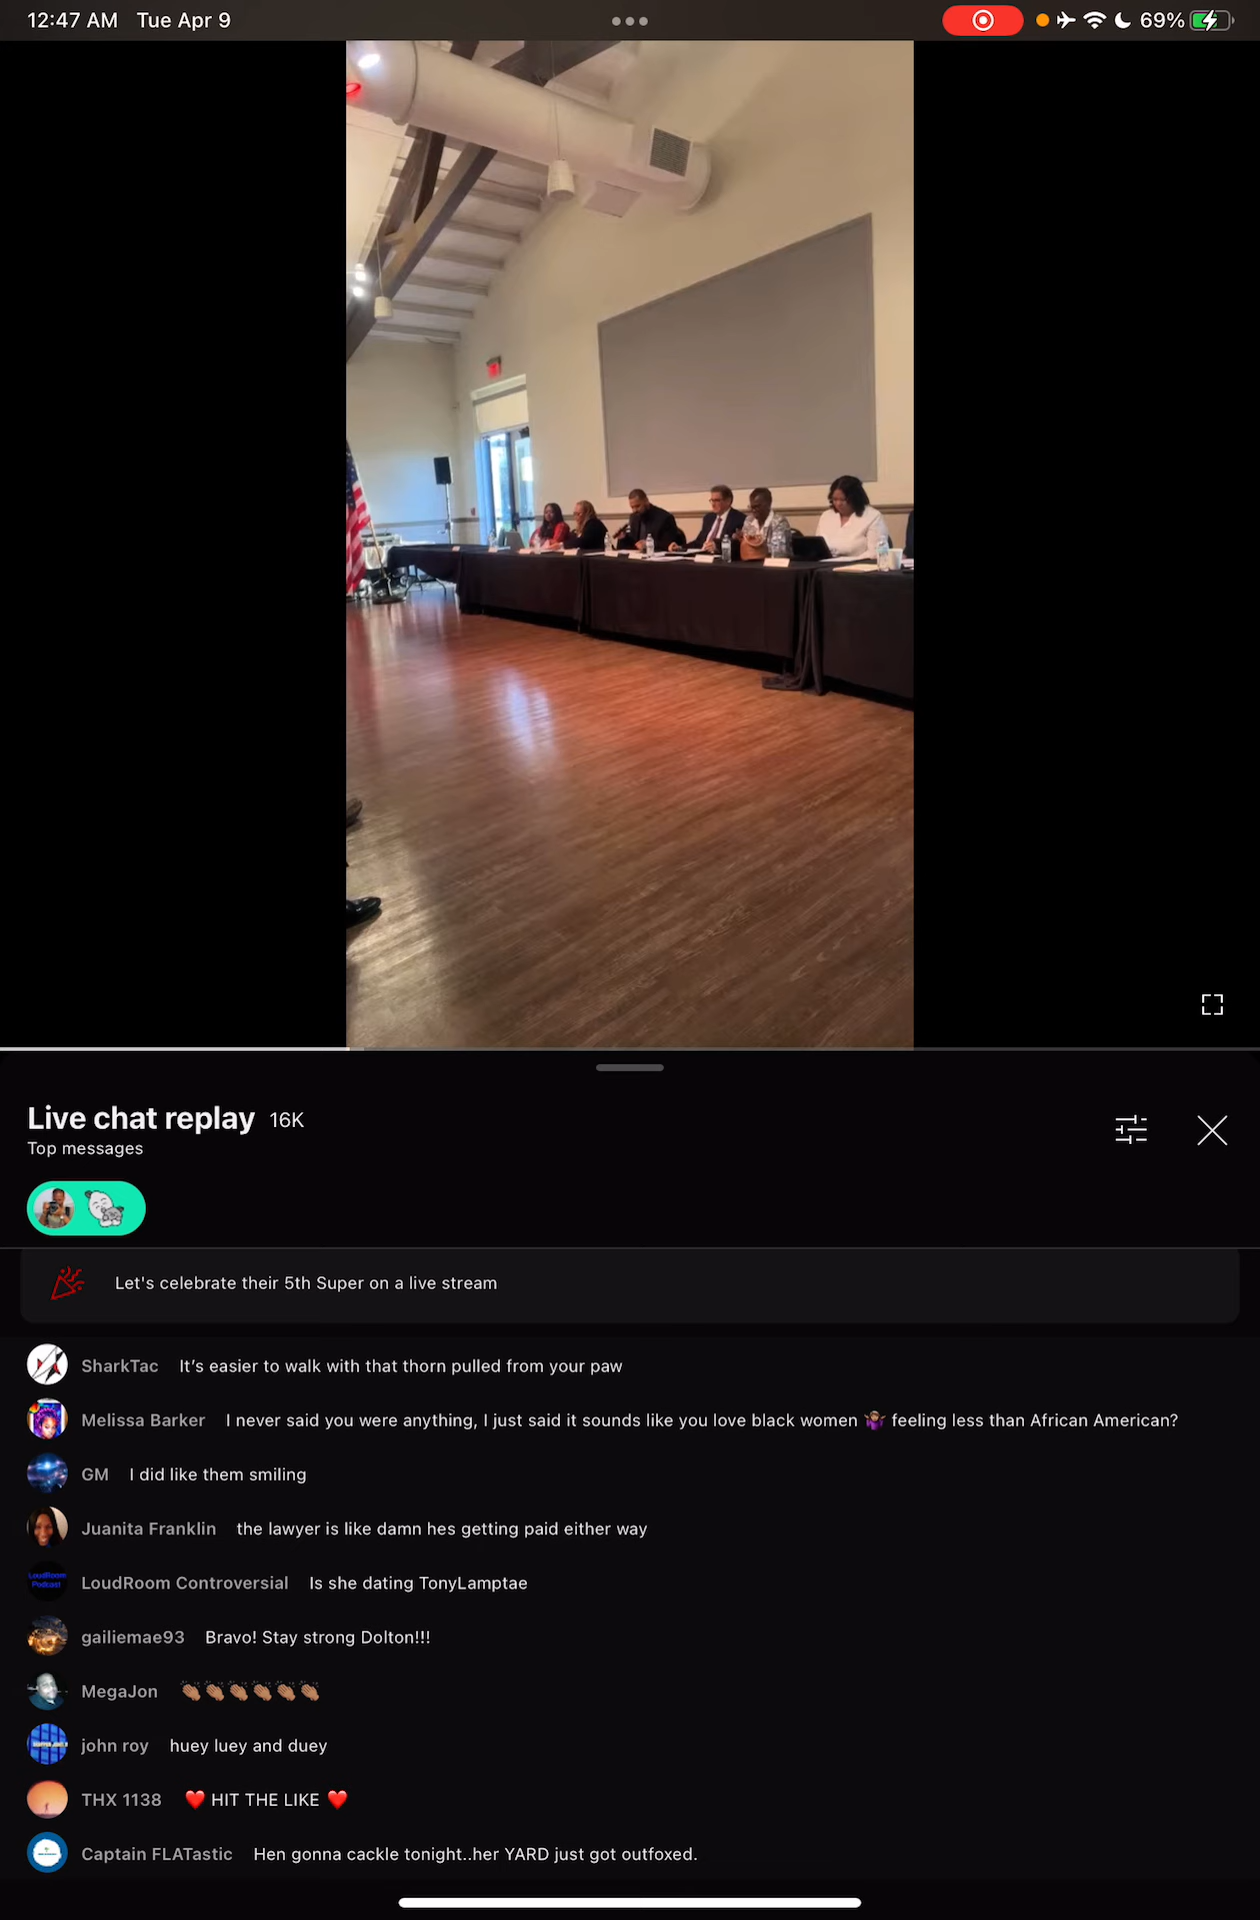 12:47 AM Tue Apr 9
69%
Live chat replay 16K
Top messages
Let's celebrate their 5th Super on a live stream
SharkTac It's easier to walk with that thorn pulled from your paw
Melissa Barker I never said you were anything, I just said it sounds like you love black women 🤷🏾‍♀️ feeling less than African American?
GM I did like them smiling
Juanita Franklin the lawyer is like damn hes getting paid either way
LoudRoom Podcast
LoudRoom Controversial Is she dating TonyLamptae
gailiemae93 Bravo! Stay strong Dolton!!!
MegaJon 👏🏽👏🏽👏🏽👏🏽👏🏽👏🏽
john roy huey luey and duey
THX 1138 ❤️ HIT THE LIKE ❤️
Captain FLATastic Hen gonna cackle tonight..her YARD just got outfoxed.